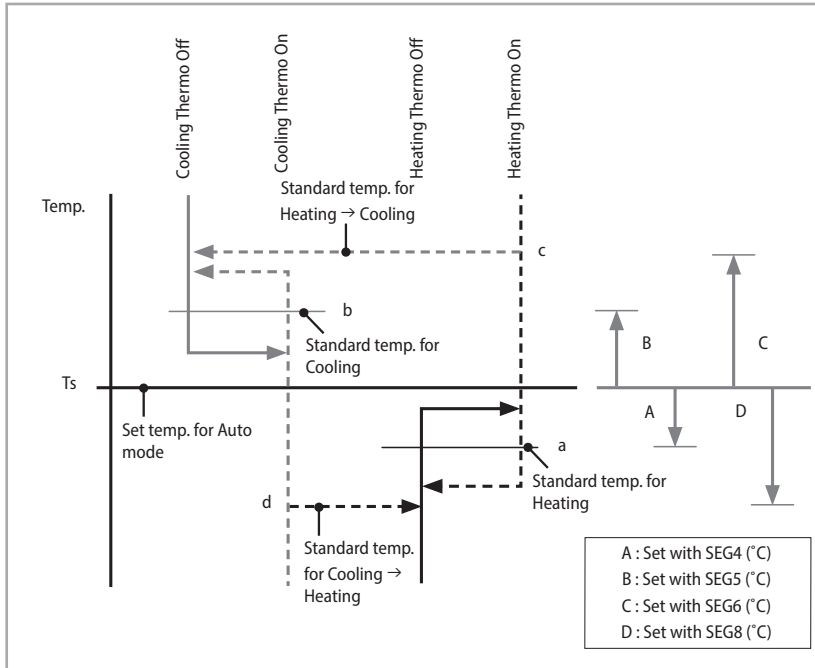 Cooling Thermo Off
Cooling Thermo On
Heating Thermo Off
Heating Thermo On
Temp.
Standard temp. for
Heating → Cooling
c
b
Standard temp. for
Cooling
B
C
Ts
A
D
Set temp. for Auto
mode
a
Standard temp. for
Heating
d
Standard temp.
for Cooling →
Heating
A : Set with SEG4 (˚C)
B : Set with SEG5 (˚C)
C : Set with SEG6 (˚C)
D : Set with SEG8 (˚C)